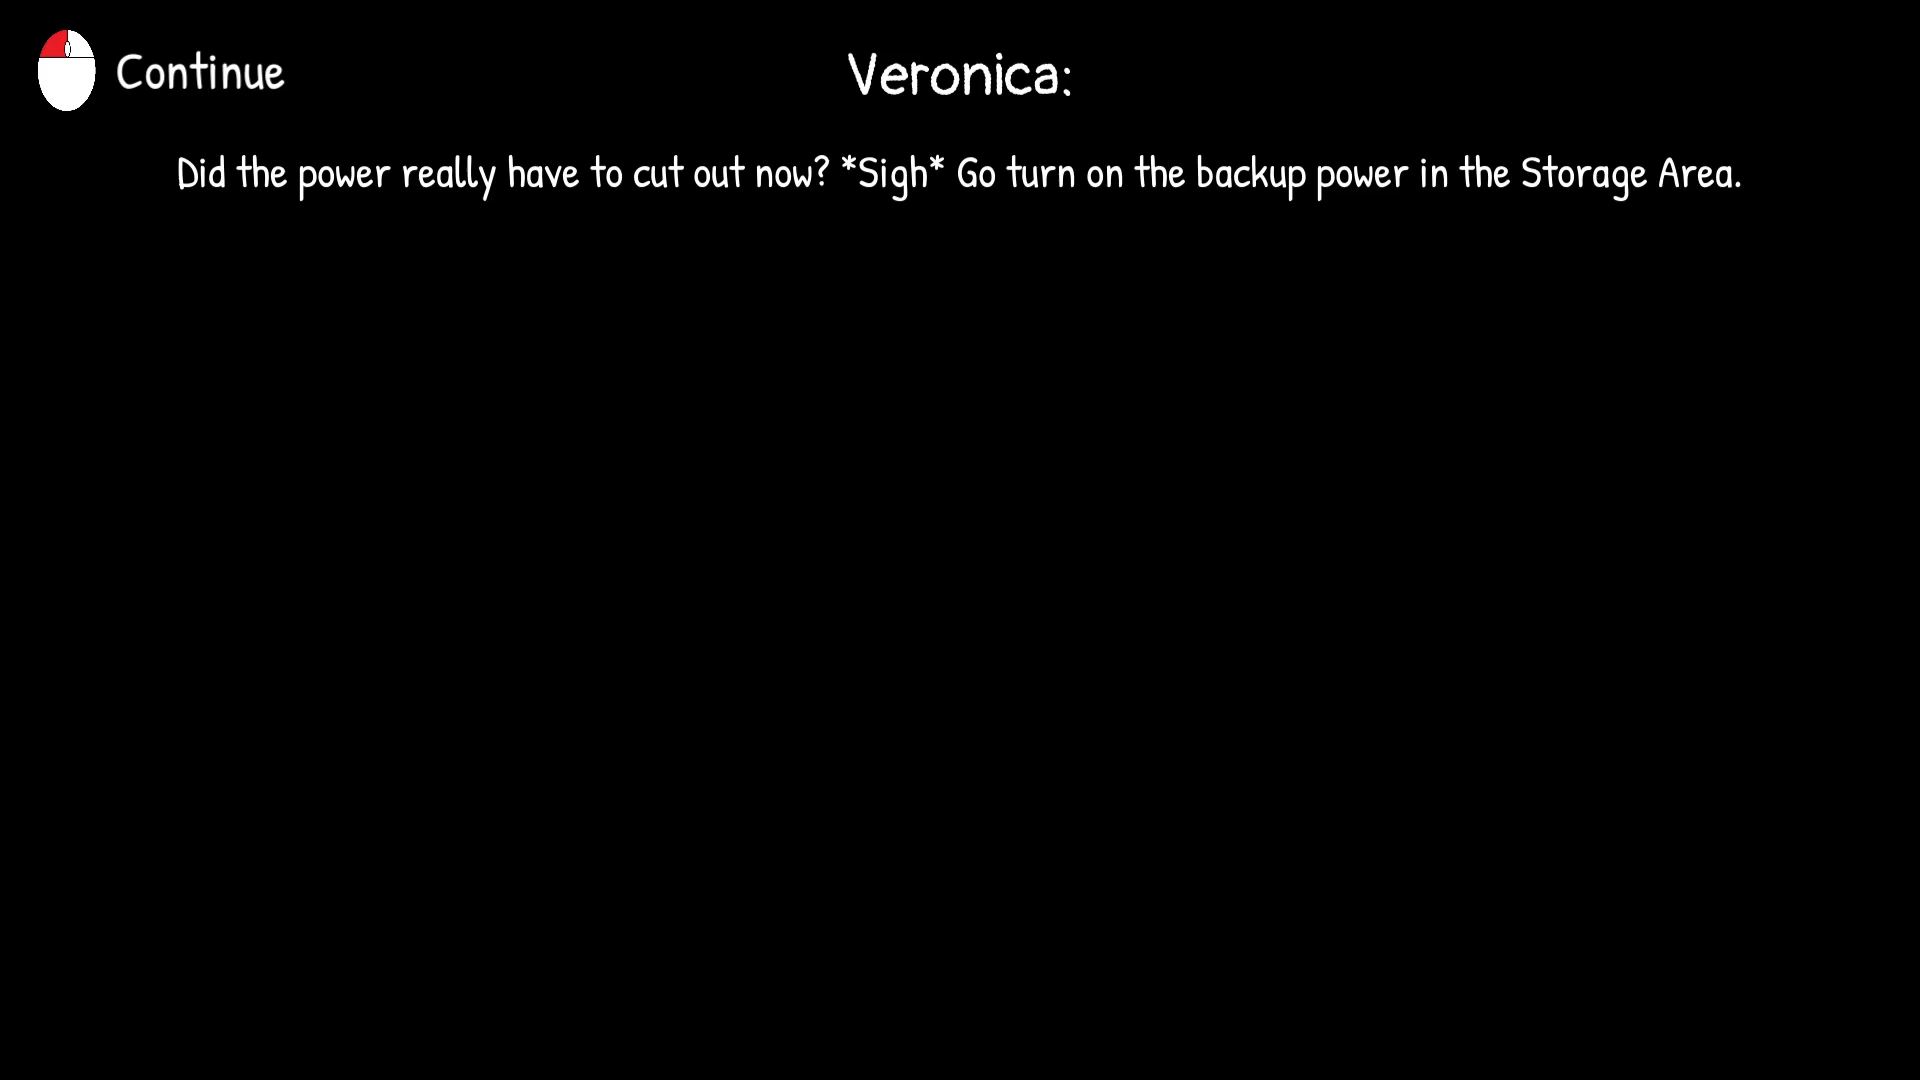 Continue
Veronica:
Did the power really have to cut out now? *Sigh* Go turn on the backup power in the Storage Area.